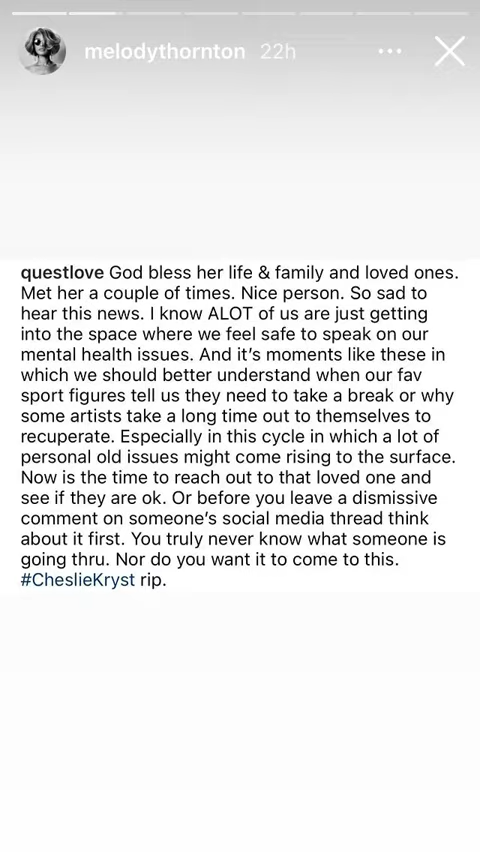 melodythornton 22h
questlove God bless her life & family and loved ones.
Met her a couple of times. Nice person. So sad to
hear this news. I know ALOT of us are just getting
into the space where we feel safe to speak on our
mental health issues. And it’s moments like these in
which we should better understand when our fav
sport figures tell us they need to take a break or why
some artists take a long time out to themselves to
recuperate. Especially in this cycle in which a lot of
personal old issues might come rising to the surface.
Now is the time to reach out to that loved one and
see if they are ok. Or before you leave a dismissive
comment on someone’s social media thread think
about it first. You truly never know what someone is
going thru. Nor do you want it to come to this.
#CheslieKryst rip.